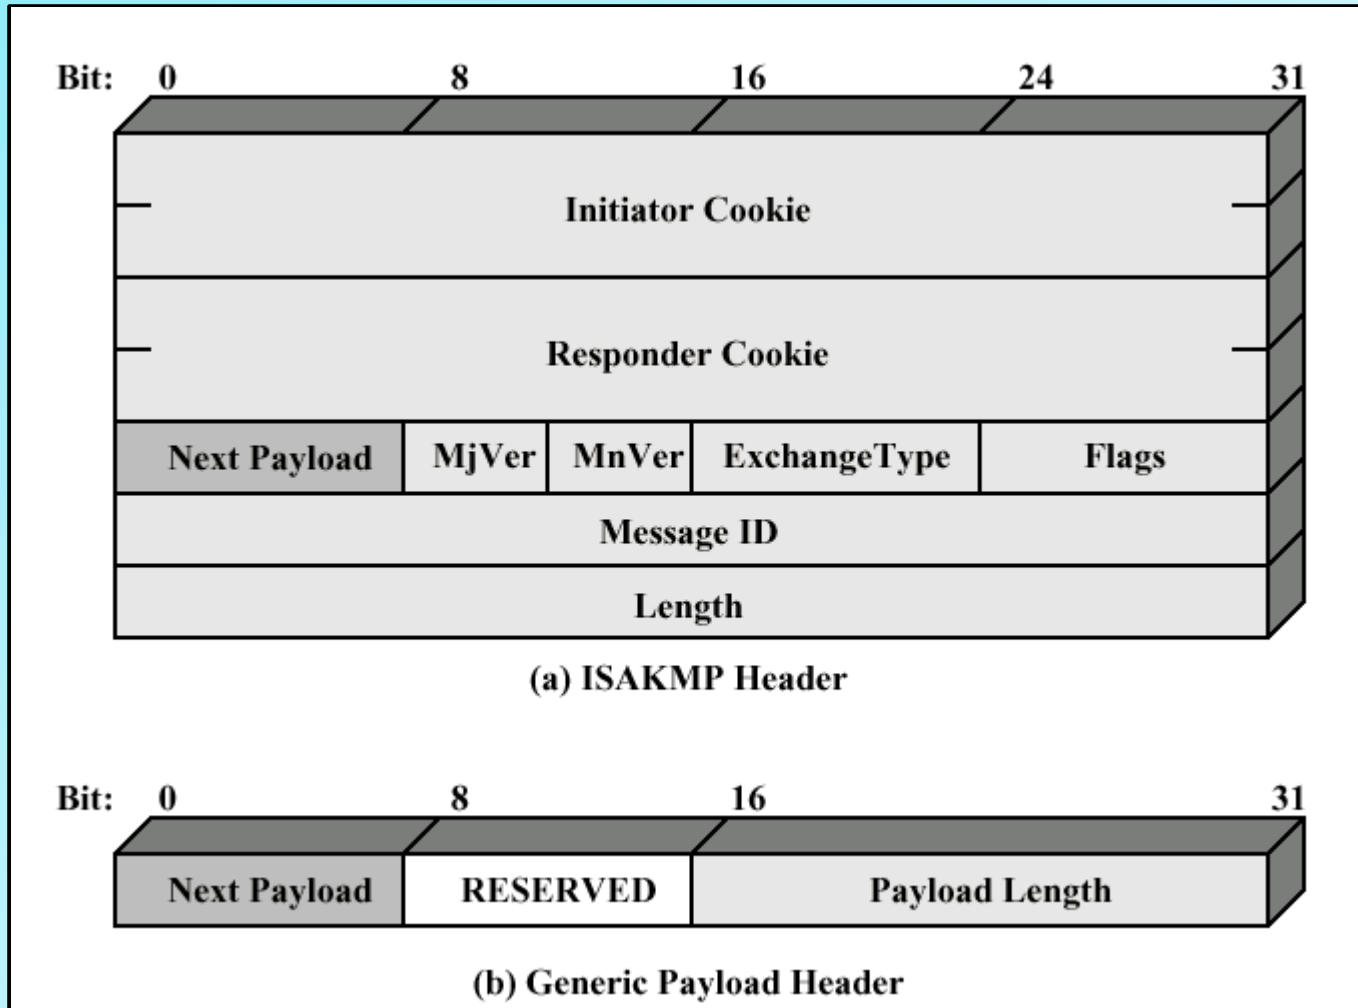 Bit: 0 8 16 24 31
Initiator Cookie
Responder Cookie
Next Payload MjVer MnVer ExchangeType Flags
Message ID
Length
(a) ISAKMP Header
Bit: 0 8 16 31
Next Payload RESERVED Payload Length
(b) Generic Payload Header